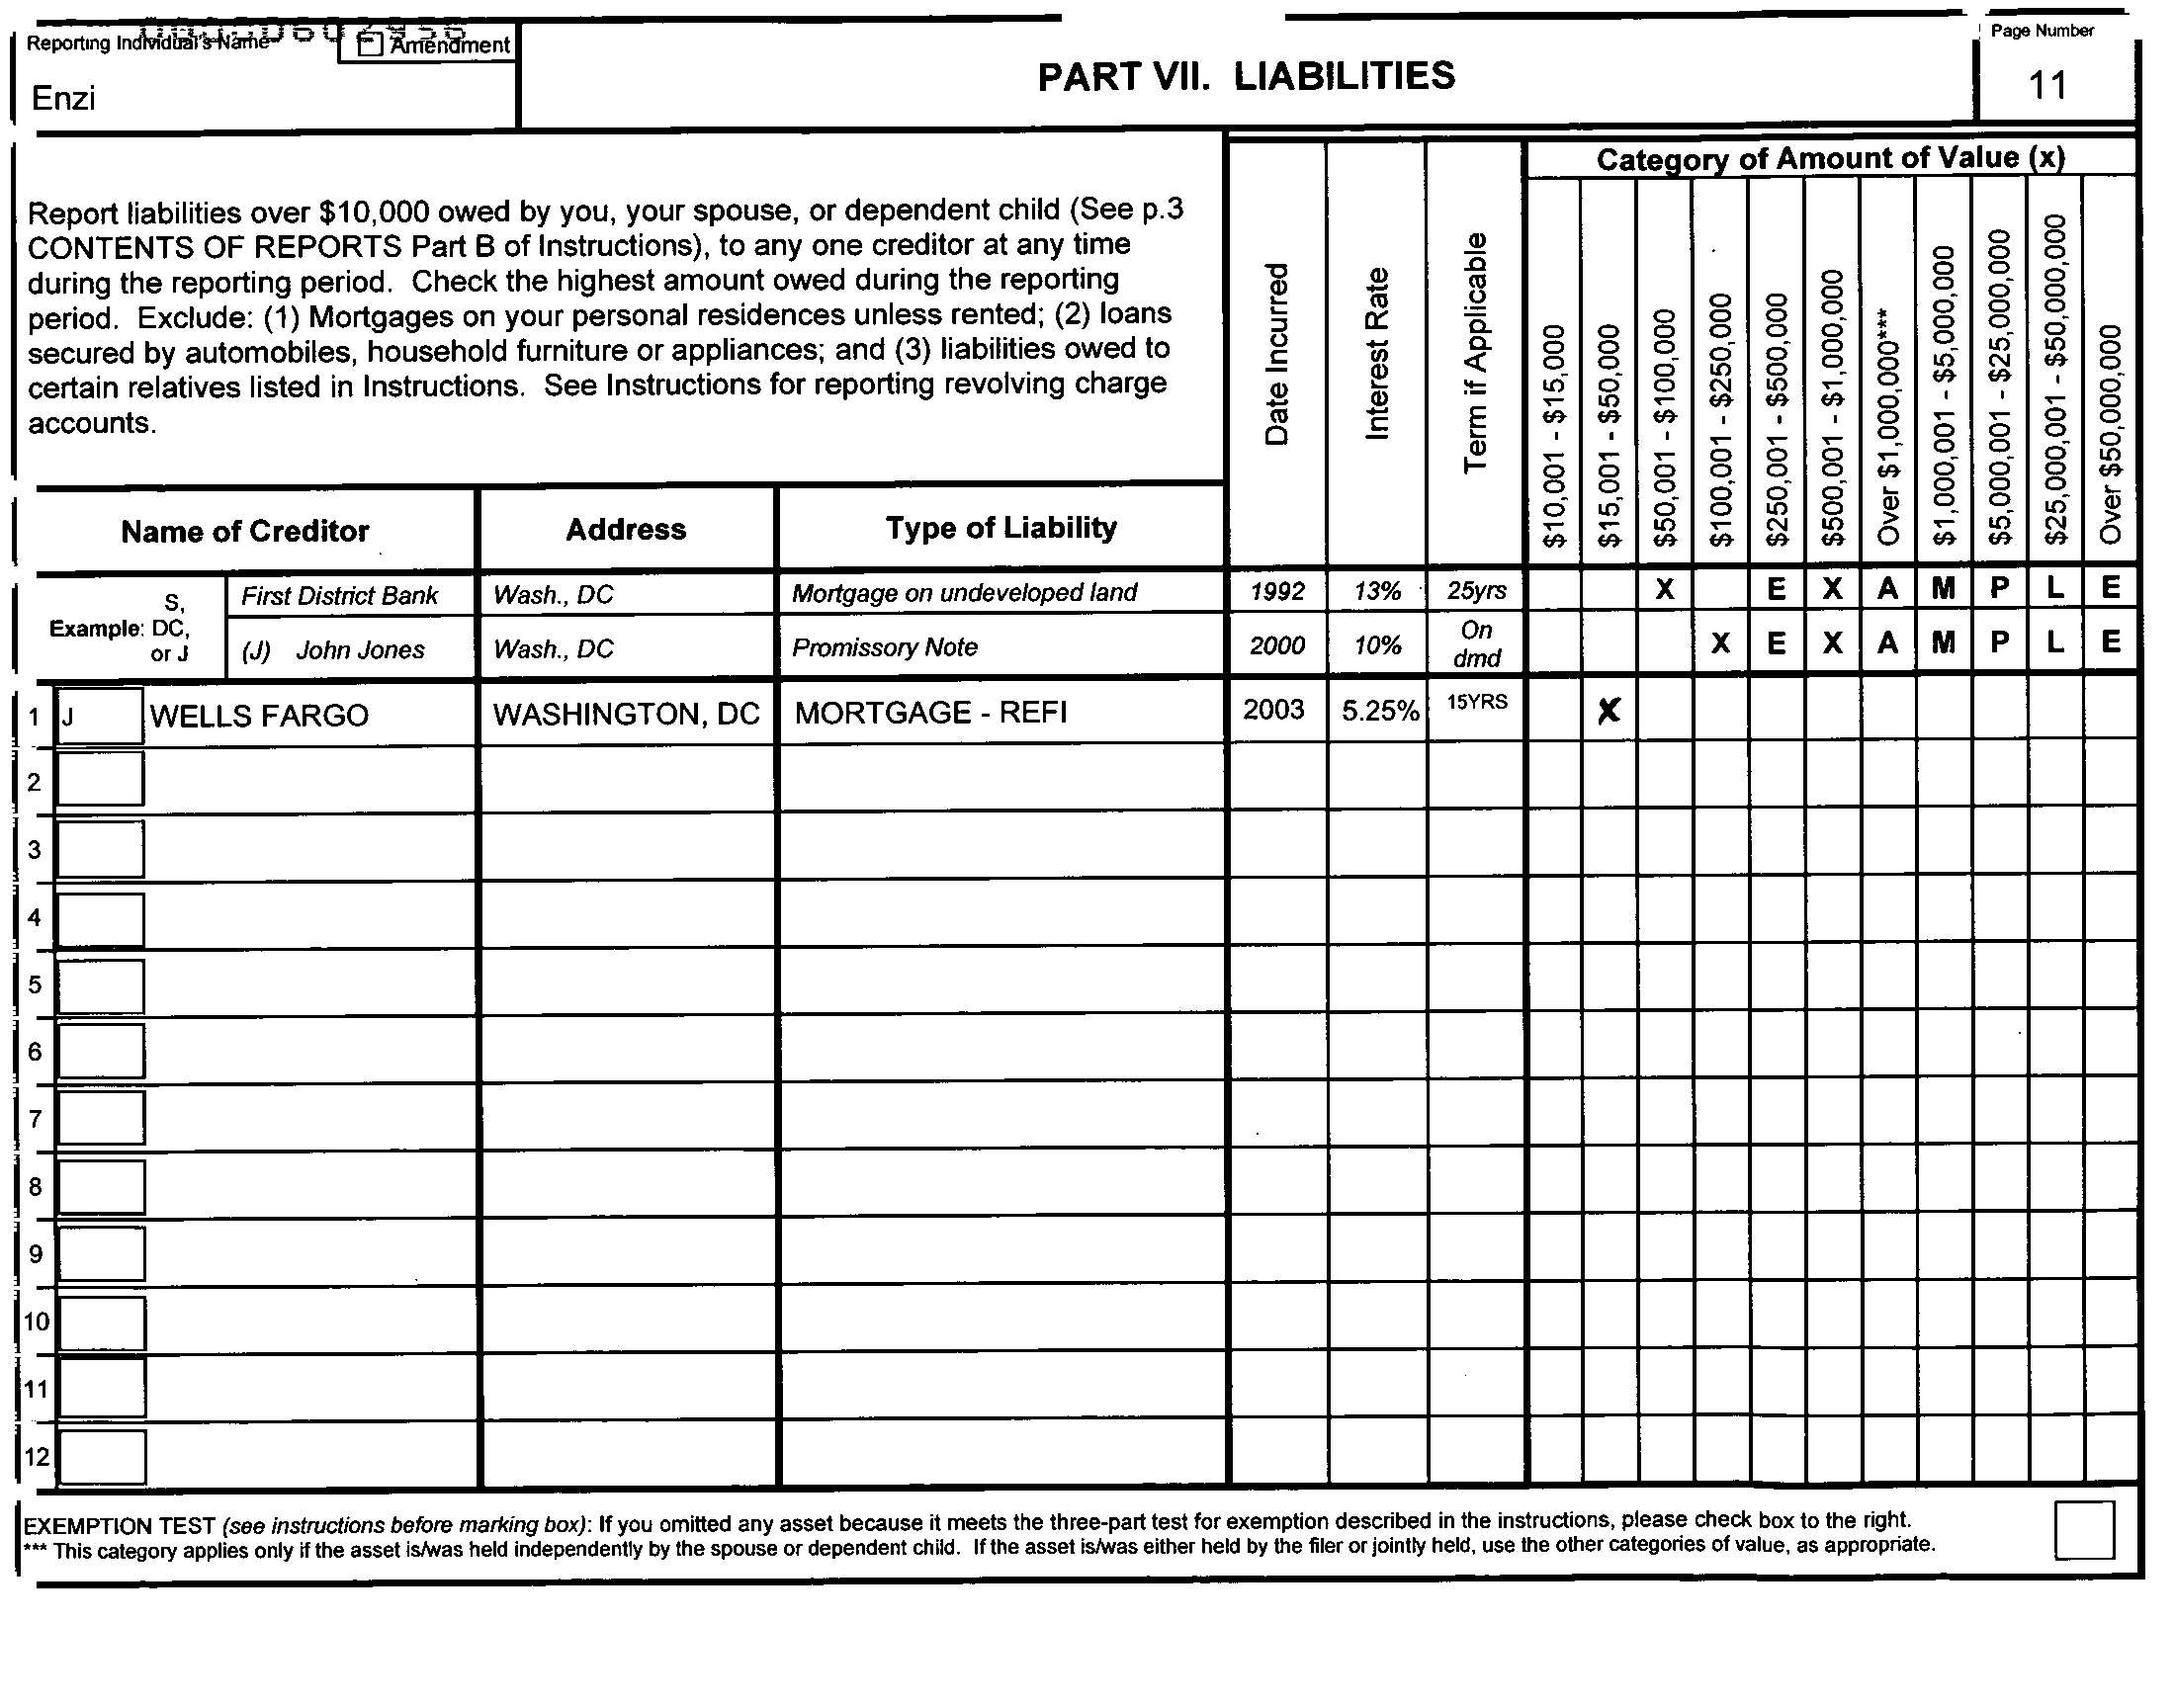 Reporting Individual's Name
Amendment
Enzi
PART VII. LIABILITIES
Page Number
11
Report liabilities over $10,000 owed by you, your spouse, or dependent child (See p.3
CONTENTS OF REPORTS Part B of Instructions), to any one creditor at any time
during the reporting period. Check the highest amount owed during the reporting
period. Exclude: (1) Mortgages on your personal residences unless rented; (2) loans
secured by automobiles, household furniture or appliances; and (3) liabilities owed to
certain relatives listed in Instructions. See Instructions for reporting revolving charge
accounts.
Date Incurred
Interest Rate
Term if Applicable
Category of Amount of Value (x)
$10,001 - $15,000
$15,001 - $50,000
$50,001 - $100,000
$100,001 - $250,000
$250,001 - $500,000
$500,001 - $1,000,000
Over $1,000,000***
$1,000,001 - $5,000,000
$5,000,001 - $25,000,000
$25,000,001 - $50,000,000
Over $50,000,000
Name of Creditor Address Type of Liability
Example: S, DC, or J
First District Bank Wash., DC Mortgage on undeveloped land 1992 13% 25yrs X E X A M P L E
(J) John Jones Wash., DC Promissory Note 2000 10% On dmd X E X A M P L E
1 J WELLS FARGO WASHINGTON, DC MORTGAGE - REFI 2003 5.25% 15YRS X
2
3
4
5
6
7
8
9
10
11
12
EXEMPTION TEST (see instructions before marking box): If you omitted any asset because it meets the three-part test for exemption described in the instructions, please check box to the right.
*** This category applies only if the asset is/was held independently by the spouse or dependent child. If the asset is/was either held by the filer or jointly held, use the other categories of value, as appropriate.